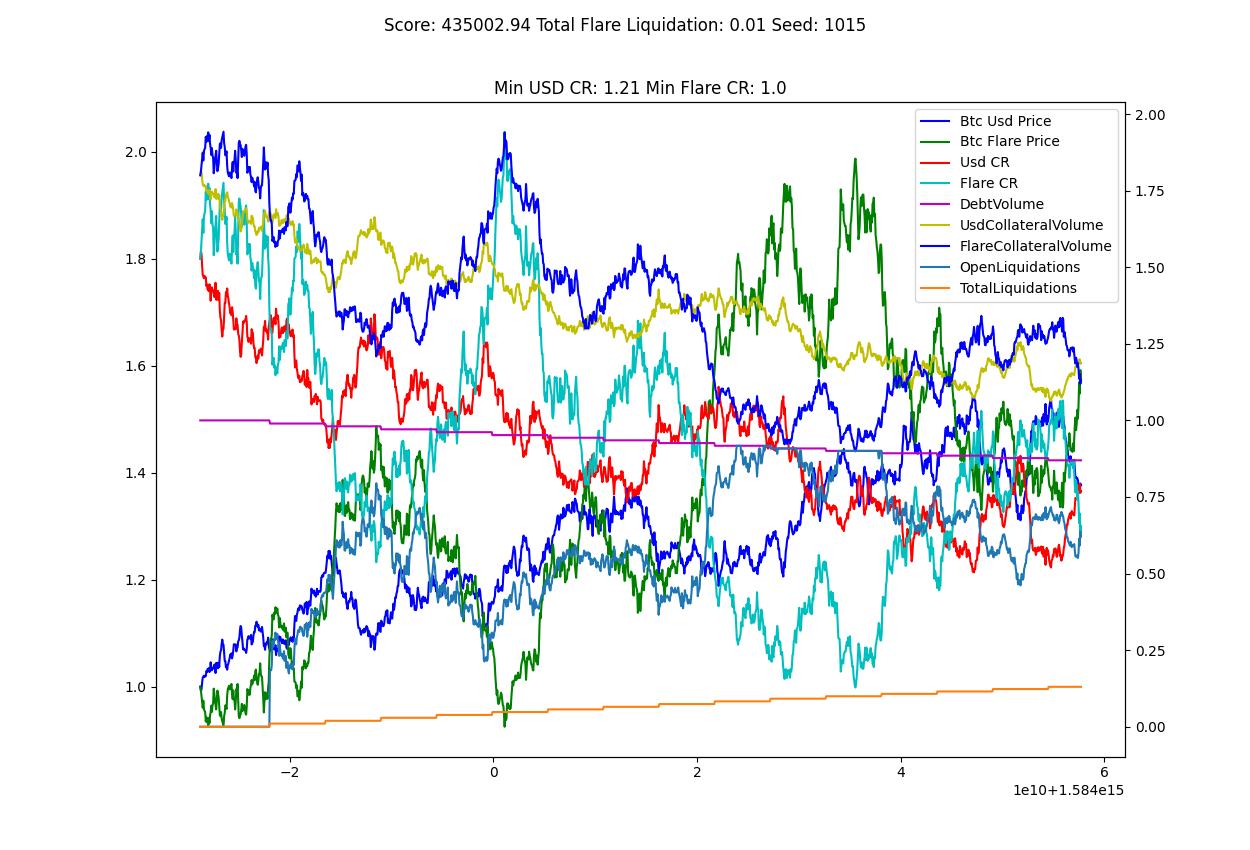 Score: 435002.94 Total Flare Liquidation: 0.01 Seed: 1015
Min USD CR: 1.21 Min Flare CR: 1.0
Btc Usd Price
Btc Flare Price
Usd CR
Flare CR
DebtVolume
UsdCollateralVolume
FlareCollateralVolume
OpenLiquidations
TotalLiquidations
2.0
1.8
1.6
1.4
1.2
1.0
2.00
1.75
1.50
1.25
1.00
0.75
0.50
0.25
0.00
−2 0 2 4 6
1e10+1.584e15